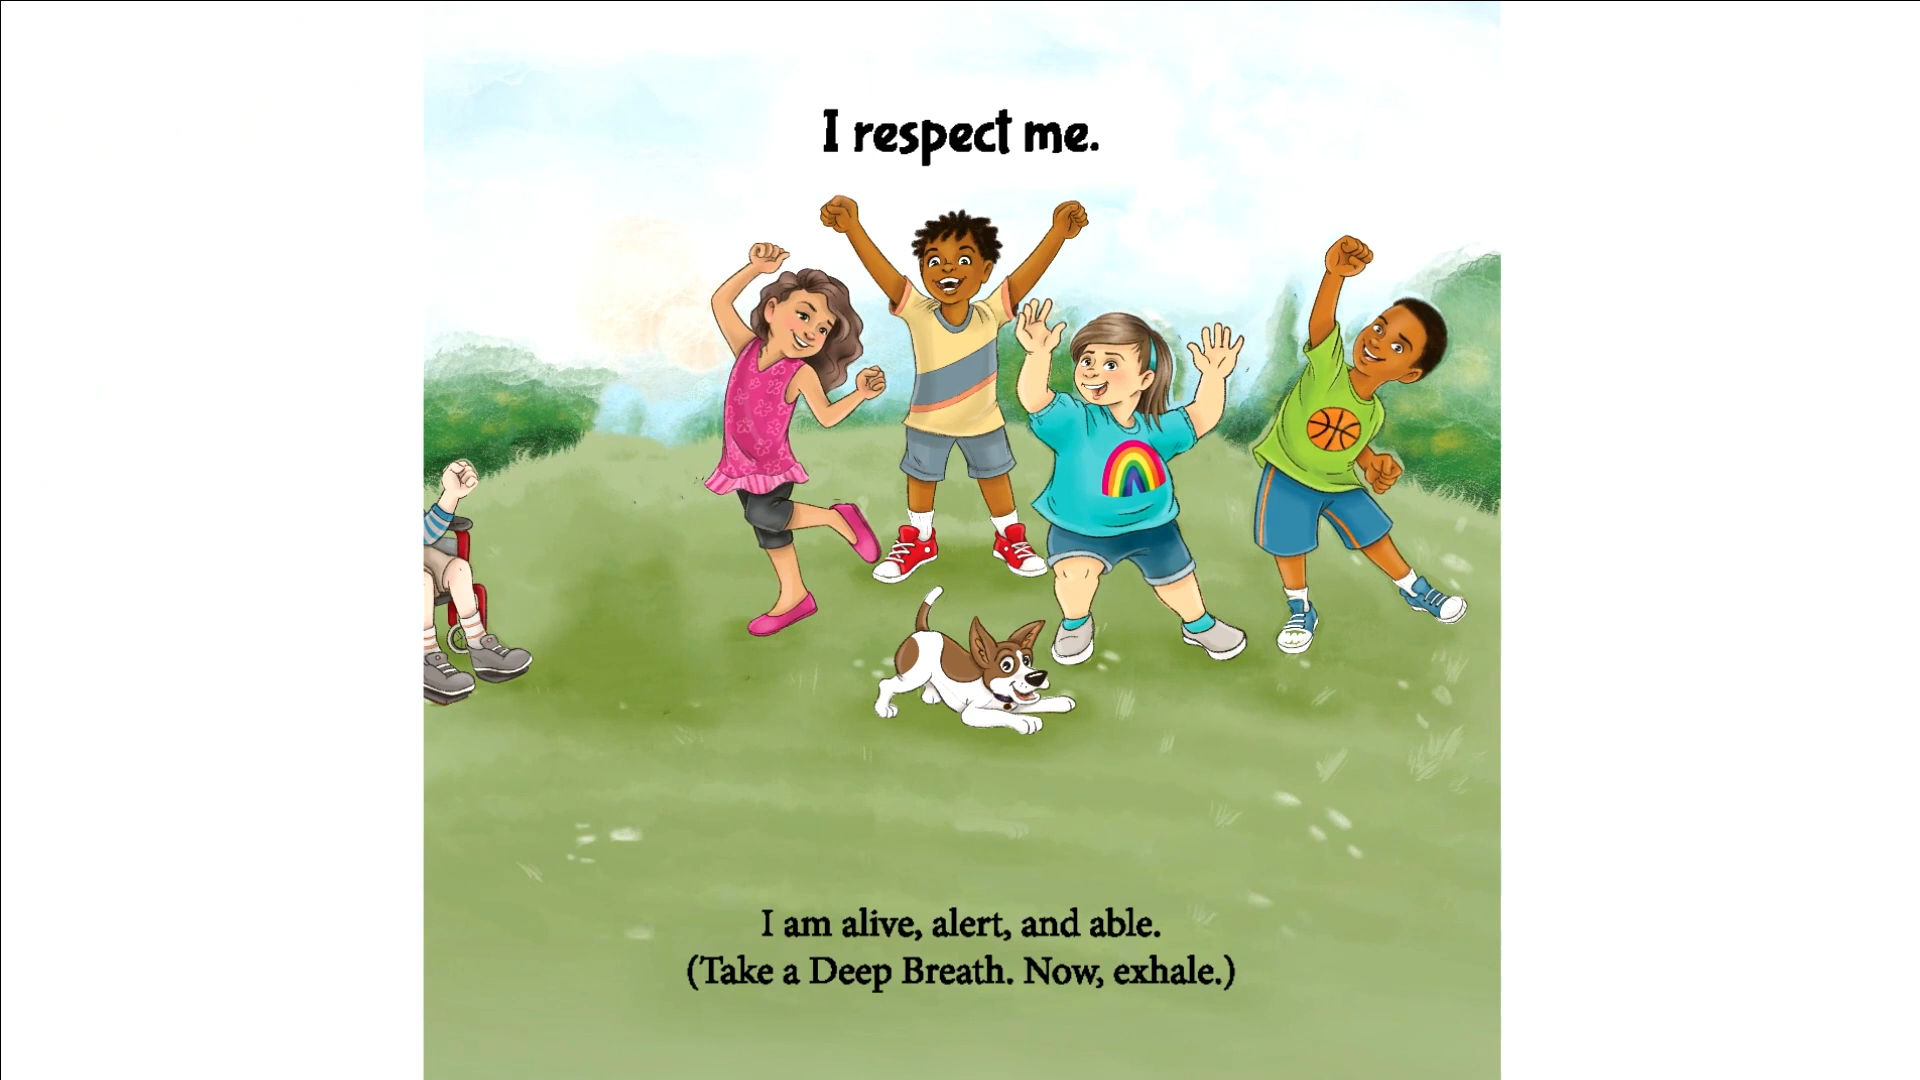 I respect me.
I am alive, alert, and able.
(Take a Deep Breath. Now, exhale.)